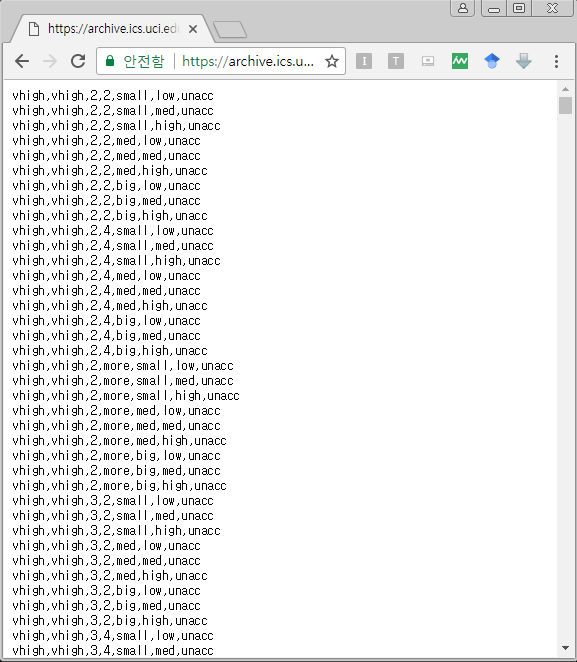 https://archive.ics.uci.ed
안전함 https://archive.ics.u...
I T
vhigh,vhigh,2,2,small,low,unacc
vhigh,vhigh,2,2,small,med,unacc
vhigh,vhigh,2,2,small,high,unacc
vhigh,vhigh,2,2,med,low,unacc
vhigh,vhigh,2,2,med,med,unacc
vhigh,vhigh,2,2,med,high,unacc
vhigh,vhigh,2,2,big,low,unacc
vhigh,vhigh,2,2,big,med,unacc
vhigh,vhigh,2,2,big,high,unacc
vhigh,vhigh,2,4,small,low,unacc
vhigh,vhigh,2,4,small,med,unacc
vhigh,vhigh,2,4,small,high,unacc
vhigh,vhigh,2,4,med,low,unacc
vhigh,vhigh,2,4,med,med,unacc
vhigh,vhigh,2,4,med,high,unacc
vhigh,vhigh,2,4,big,low,unacc
vhigh,vhigh,2,4,big,med,unacc
vhigh,vhigh,2,4,big,high,unacc
vhigh,vhigh,2,more,small,low,unacc
vhigh,vhigh,2,more,small,med,unacc
vhigh,vhigh,2,more,small,high,unacc
vhigh,vhigh,2,more,med,low,unacc
vhigh,vhigh,2,more,med,med,unacc
vhigh,vhigh,2,more,med,high,unacc
vhigh,vhigh,2,more,big,low,unacc
vhigh,vhigh,2,more,big,med,unacc
vhigh,vhigh,2,more,big,high,unacc
vhigh,vhigh,3,2,small,low,unacc
vhigh,vhigh,3,2,small,med,unacc
vhigh,vhigh,3,2,small,high,unacc
vhigh,vhigh,3,2,med,low,unacc
vhigh,vhigh,3,2,med,med,unacc
vhigh,vhigh,3,2,med,high,unacc
vhigh,vhigh,3,2,big,low,unacc
vhigh,vhigh,3,2,big,med,unacc
vhigh,vhigh,3,2,big,high,unacc
vhigh,vhigh,3,4,small,low,unacc
vhigh,vhigh,3,4,small,med,unacc